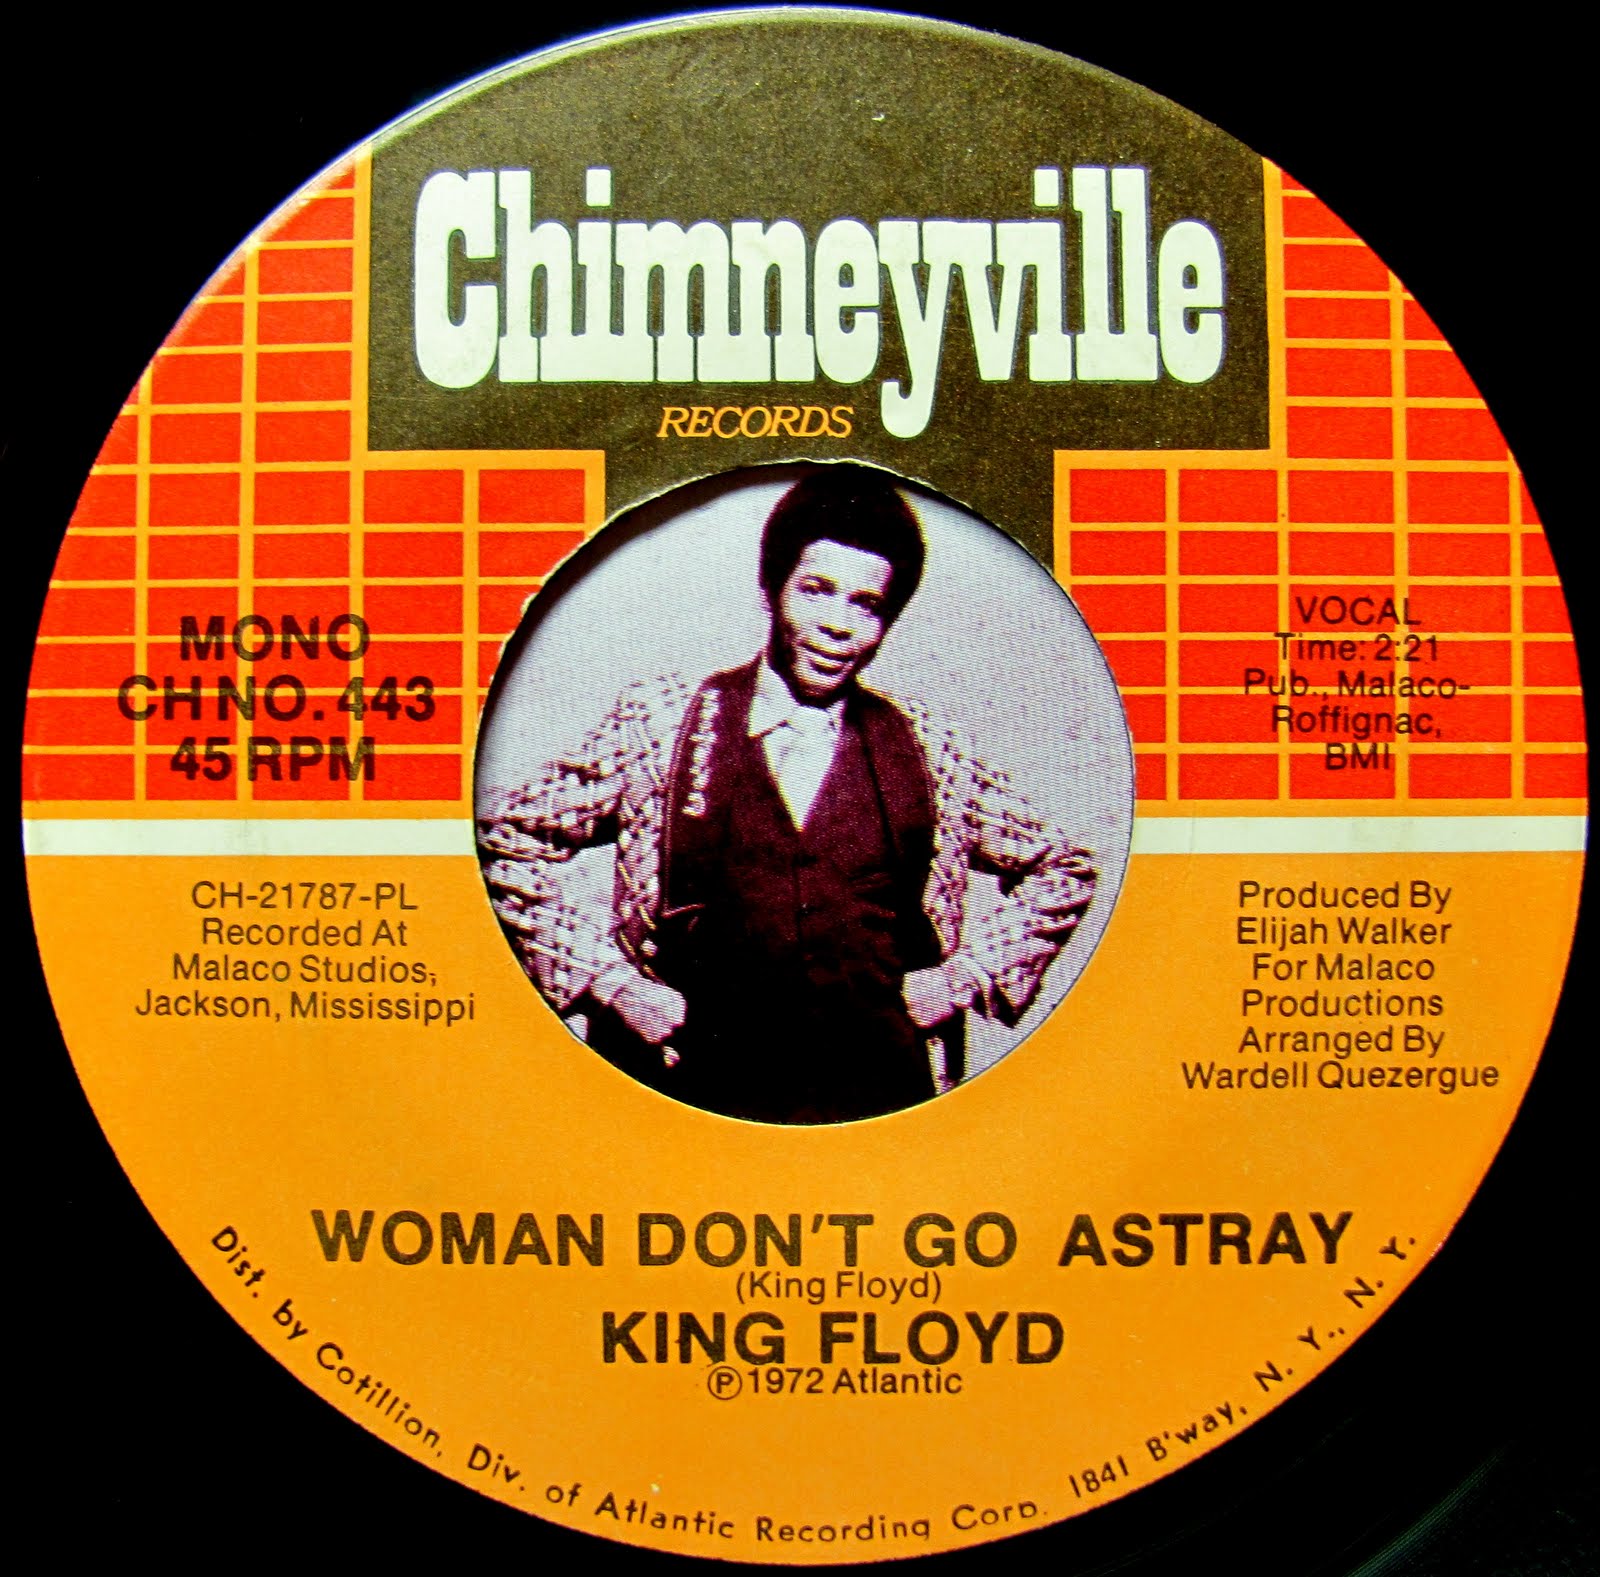 Chimneyville
RECORDS
MONO
CH NO. 443
45 RPM
VOCAL
Time: 2:21
Pub., Malaco-
Roffignac,
BMI
CH-21787-PL
Recorded At
Malaco Studios,
Jackson, Mississippi
Produced By
Elijah Walker
For Malaco
Productions
Arranged By
Wardell Quezergue
WOMAN DON'T GO ASTRAY
(King Floyd)
KING FLOYD
Ⓟ1972 Atlantic
Dist. by Cotillion, Div. of Atlantic Recording Corp. 1841 B'way, N. Y., N. Y.